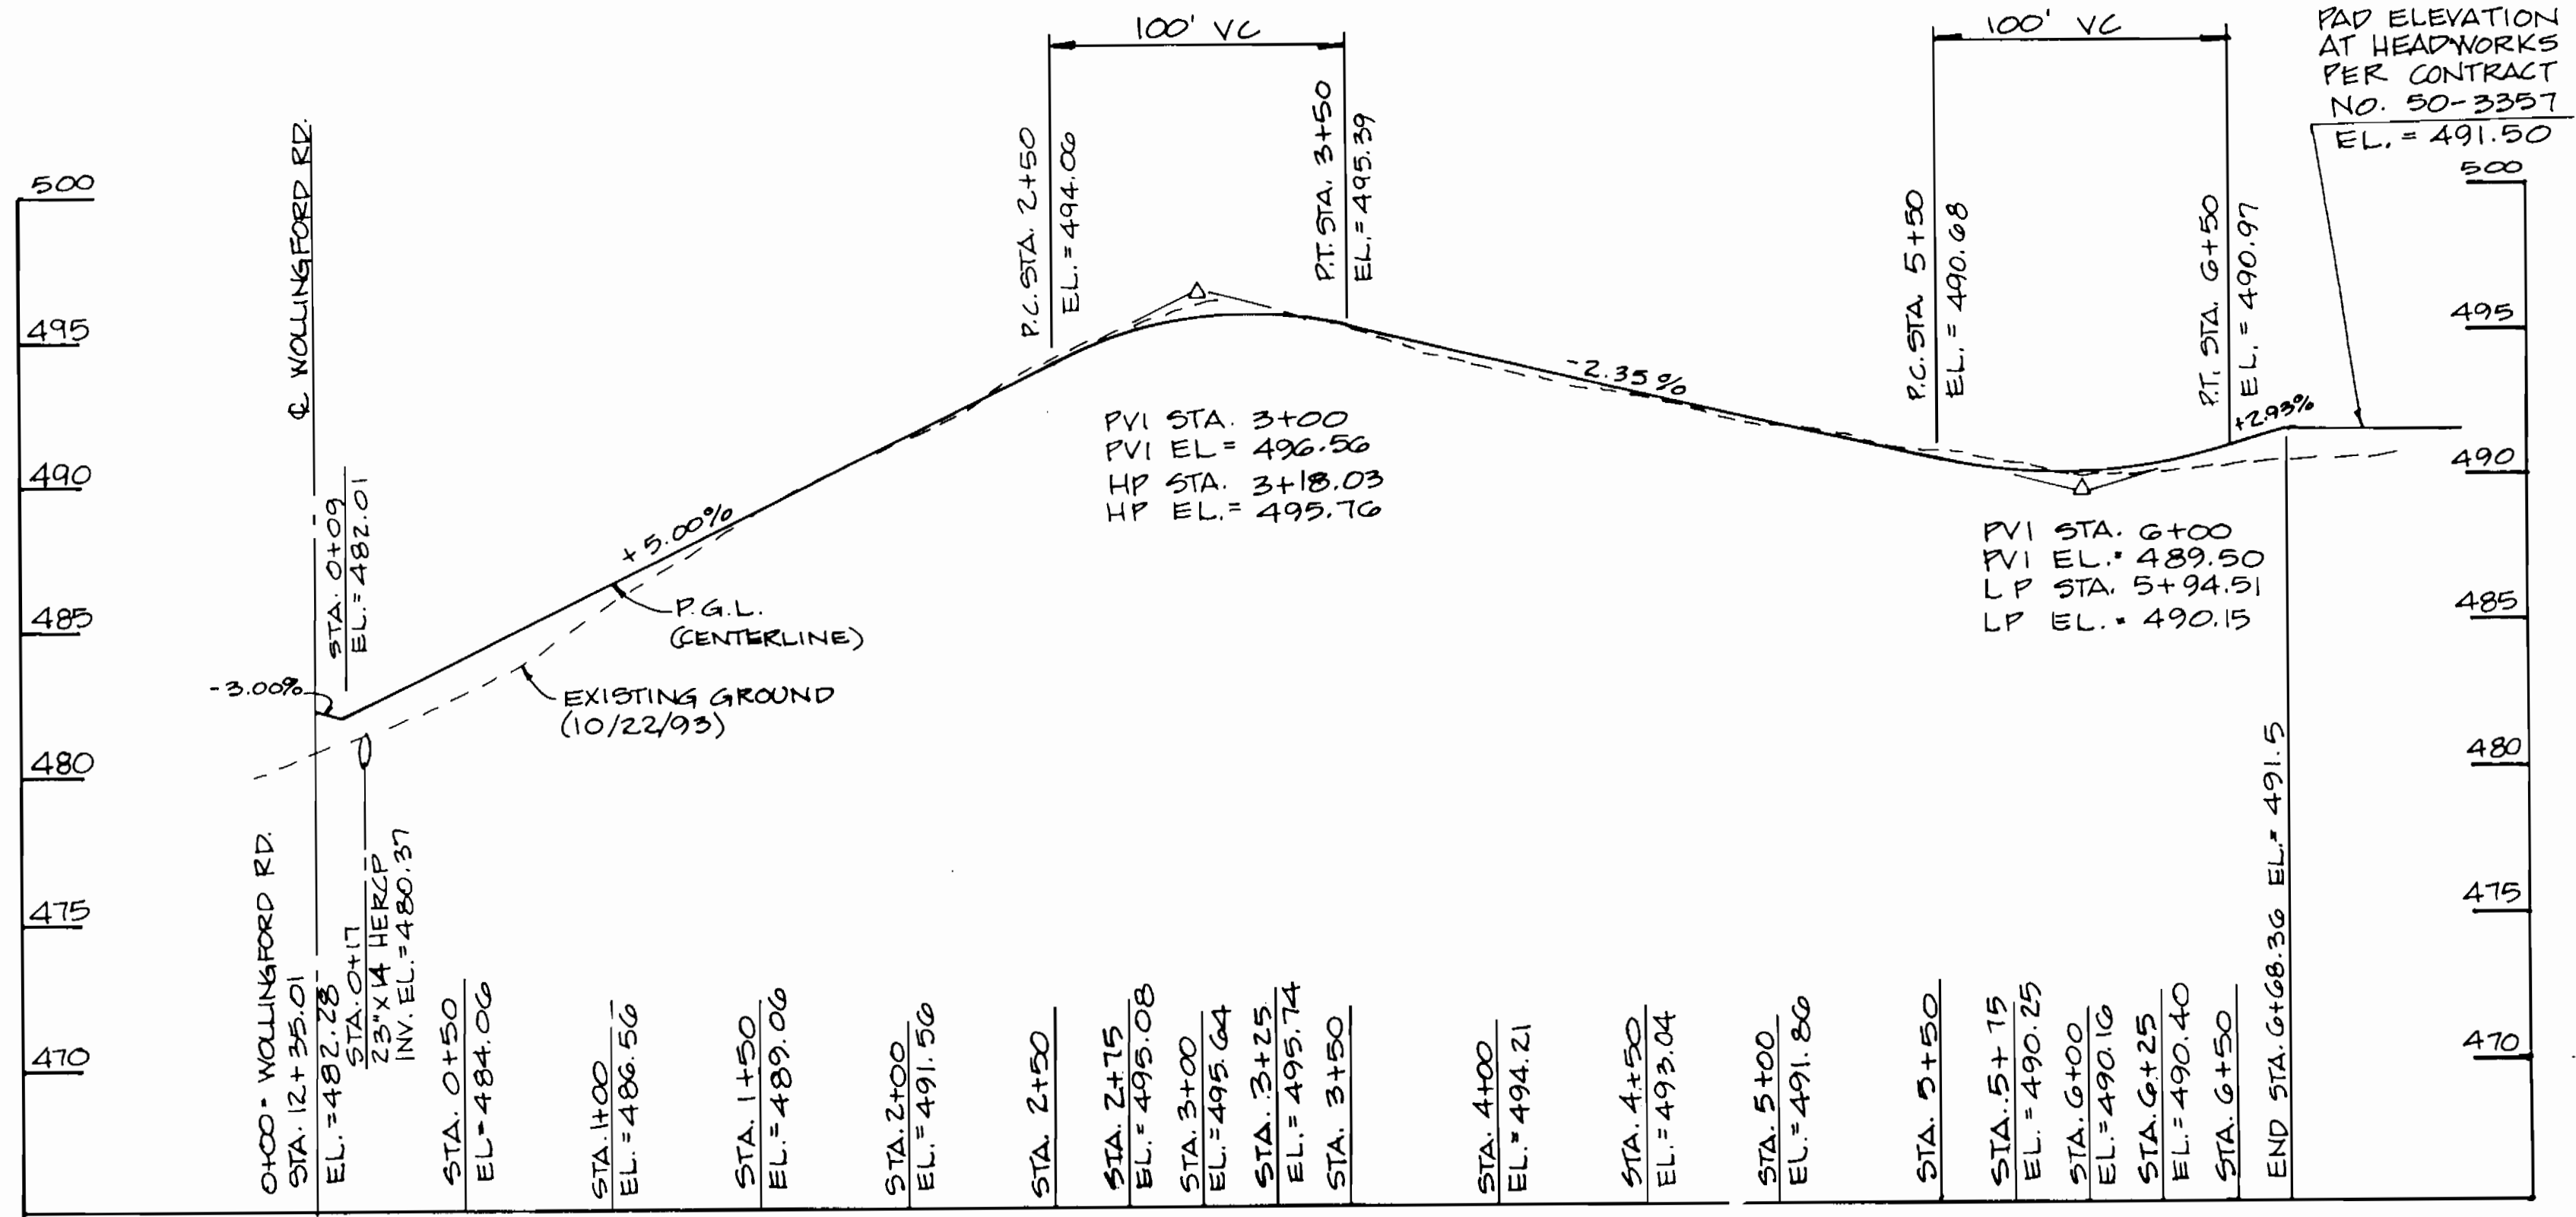 100' VC
100' VC
PAD ELEVATION
AT HEADWORKS
PER CONTRACT
NO. 50-3357
EL. = 491.50
500
495
490
485
480
475
470
500
495
490
485
480
475
470
℄ WOLLINGFORD RD.
STA. 0+09
EL. = 482.01
-3.00%
+5.00%
P.G.L.
(CENTERLINE)
EXISTING GROUND
(10/22/93)
P.C. STA. 2+50
EL. = 494.06
P.T. STA. 3+50
EL. = 495.39
PVI STA. 3+00
PVI EL = 496.56
HP STA. 3+18.03
HP EL. = 495.76
-2.35%
P.C. STA. 5+50
EL. = 490.68
P.T. STA. 6+50
EL. = 490.97
+2.93%
PVI STA. 6+00
PVI EL. = 489.50
LP STA. 5+94.51
LP EL. = 490.15
0+00 = WOLLINGFORD RD.
STA. 12+35.01
EL. = 482.28
STA. 0+17
23" x 14 HERCP
INV. EL. = 480.37
STA. 0+50
EL = 484.06
STA. 1+00
EL. = 486.56
STA. 1+50
EL. = 489.06
STA. 2+00
EL. = 491.56
STA. 2+50
STA. 2+75
EL. = 495.08
STA. 3+00
EL. = 495.64
STA. 3+25
EL. = 495.74
STA. 3+50
STA. 4+00
EL. = 494.21
STA. 4+50
EL. = 493.04
STA. 5+00
EL. = 491.86
STA. 5+50
STA. 5+75
EL. = 490.25
STA. 6+00
EL. = 490.16
STA. 6+25
EL. = 490.40
STA. 6+50
END STA. 6+68.36 EL. = 491.5